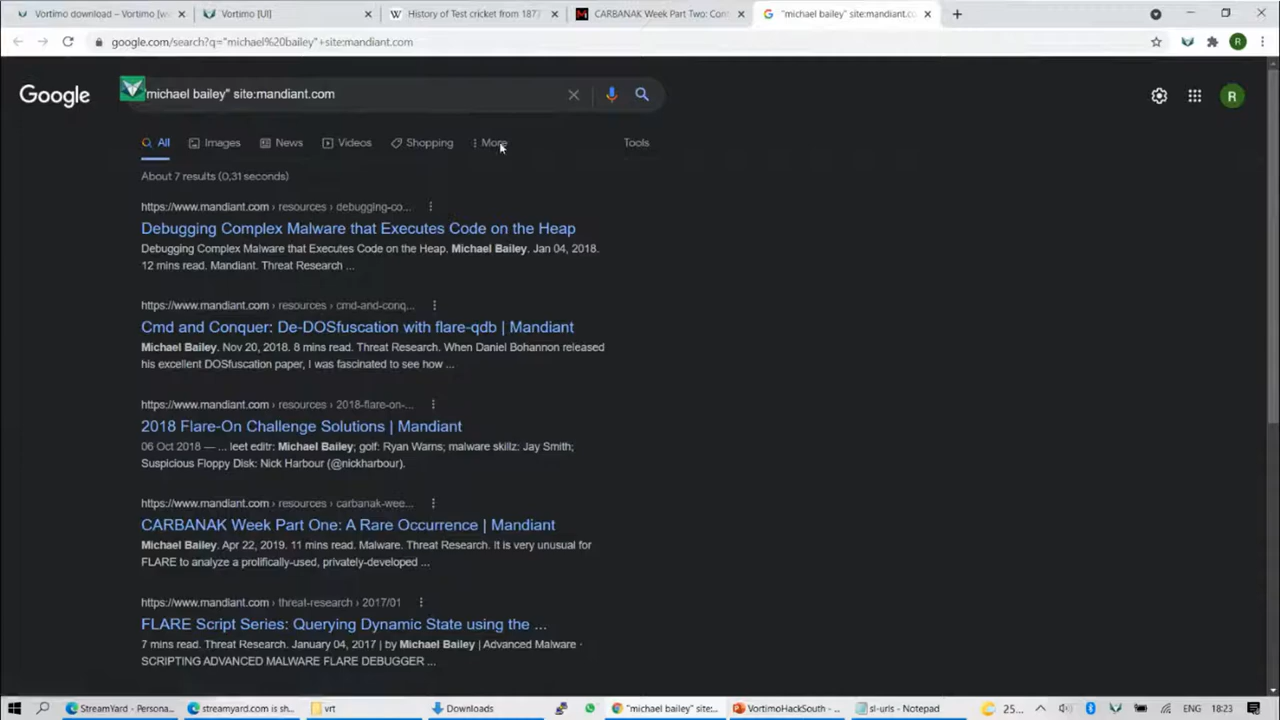 Vortimo download – Vortimo [w
Vortimo [UI]
History of Test cricket from 1877
CARBANAK Week Part Two: Con
"michael bailey" site:mandiant.co
google.com/search?q="michael%20bailey"+site:mandiant.com
R
Google
michael bailey" site:mandiant.com
R
All
Images
News
Videos
Shopping
More
Tools
About 7 results (0,31 seconds)
https://www.mandiant.com › resources › debugging-co...
Debugging Complex Malware that Executes Code on the Heap
Debugging Complex Malware that Executes Code on the Heap. Michael Bailey. Jan 04, 2018.
12 mins read. Mandiant. Threat Research ...
https://www.mandiant.com › resources › cmd-and-conq...
Cmd and Conquer: De-DOSfuscation with flare-qdb | Mandiant
Michael Bailey. Nov 20, 2018. 8 mins read. Threat Research. When Daniel Bohannon released
his excellent DOSfuscation paper, I was fascinated to see how ...
https://www.mandiant.com › resources › 2018-flare-on-...
2018 Flare-On Challenge Solutions | Mandiant
06 Oct 2018 — ... leet editr: Michael Bailey; golf: Ryan Warns; malware skillz: Jay Smith;
Suspicious Floppy Disk: Nick Harbour (@nickharbour).
https://www.mandiant.com › resources › carbanak-wee...
CARBANAK Week Part One: A Rare Occurrence | Mandiant
Michael Bailey. Apr 22, 2019. 11 mins read. Malware. Threat Research. It is very unusual for
FLARE to analyze a prolifically-used, privately-developed ...
https://www.mandiant.com › threat-research › 2017/01
FLARE Script Series: Querying Dynamic State using the ...
7 mins read. Threat Research. January 04, 2017 | by Michael Bailey | Advanced Malware ·
SCRIPTING ADVANCED MALWARE FLARE DEBUGGER ...
StreamYard - Persona...
streamyard.com is sh...
vrt
Downloads
"michael bailey" site:...
VortimoHackSouth - ...
sl-urls - Notepad
25...
ENG
18:23